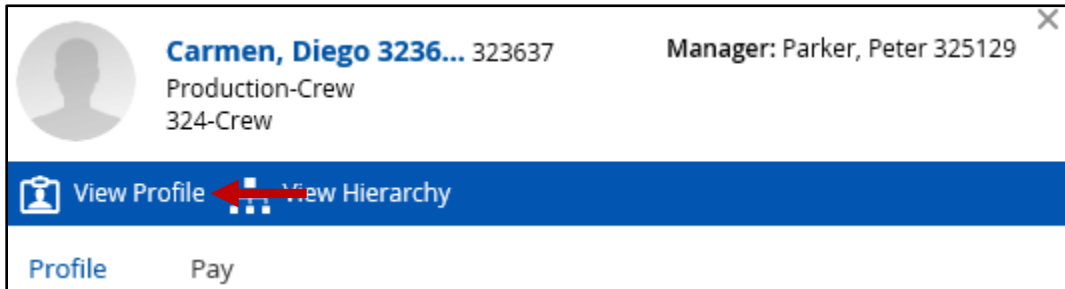 Carmen, Diego 3236... 323637
Manager: Parker, Peter 325129
Production-Crew
324-Crew
View Profile
View Hierarchy
Profile
Pay